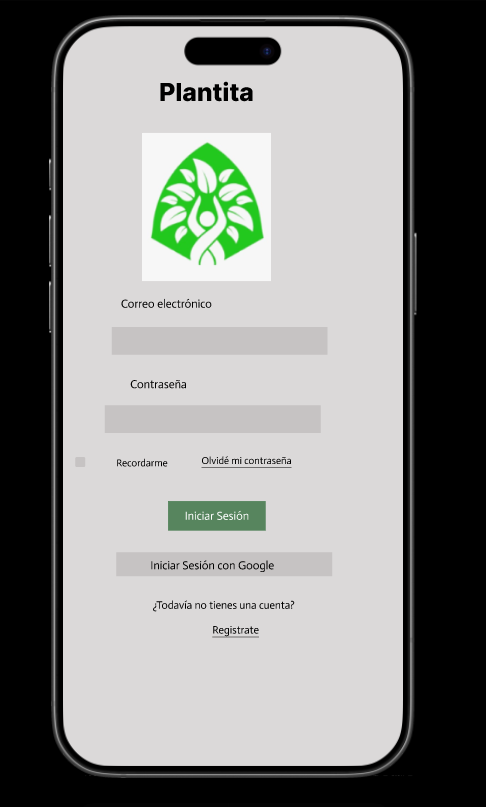 Plantita
Correo electrónico
Contraseña
Recordarme Olvidé mi contraseña
Iniciar Sesión
Iniciar Sesión con Google
¿Todavía no tienes una cuenta?
Registrate